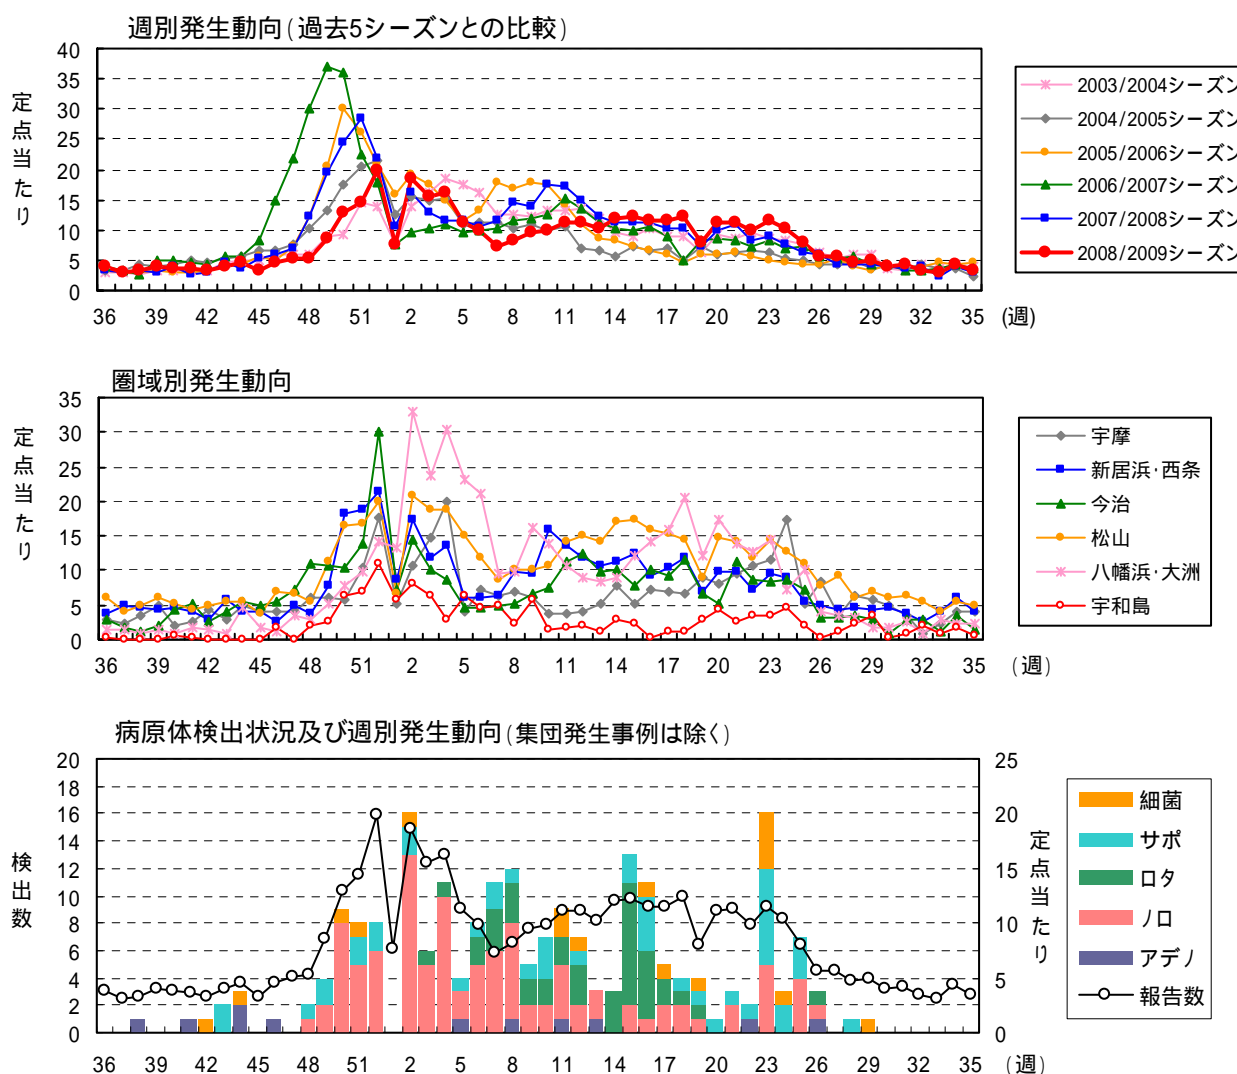 週別発生動向(過去5シーズンとの比較)
定点当たり
40
35
30
25
20
15
10
5
0
36 39 42 45 48 51 2 5 8 11 14 17 20 23 26 29 32 35 (週)
2003/2004シーズン
2004/2005シーズン
2005/2006シーズン
2006/2007シーズン
2007/2008シーズン
2008/2009シーズン
圏域別発生動向
定点当たり
35
30
25
20
15
10
5
0
36 39 42 45 48 51 2 5 8 11 14 17 20 23 26 29 32 35 (週)
宇摩
新居浜・西条
今治
松山
八幡浜・大洲
宇和島
病原体検出状況及び週別発生動向(集団発生事例は除く)
検出数
20
18
16
14
12
10
8
6
4
2
0
25
20
15
10
5
0
定点当たり
36 39 42 45 48 51 2 5 8 11 14 17 20 23 26 29 32 35 (週)
細菌
サポ
ロタ
ノロ
アデノ
報告数